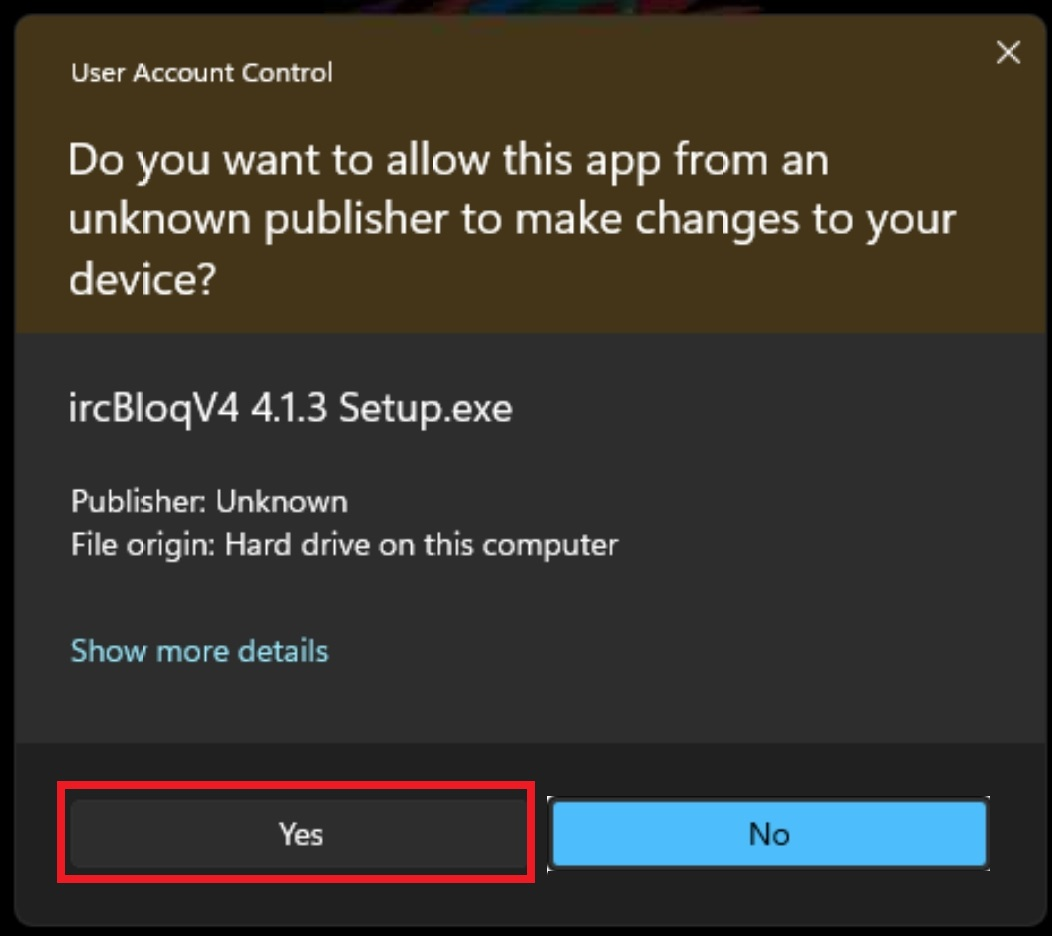 User Account Control
Do you want to allow this app from an
unknown publisher to make changes to your
device?
ircBloqV4 4.1.3 Setup.exe
Publisher: Unknown
File origin: Hard drive on this computer
Show more details
Yes
No